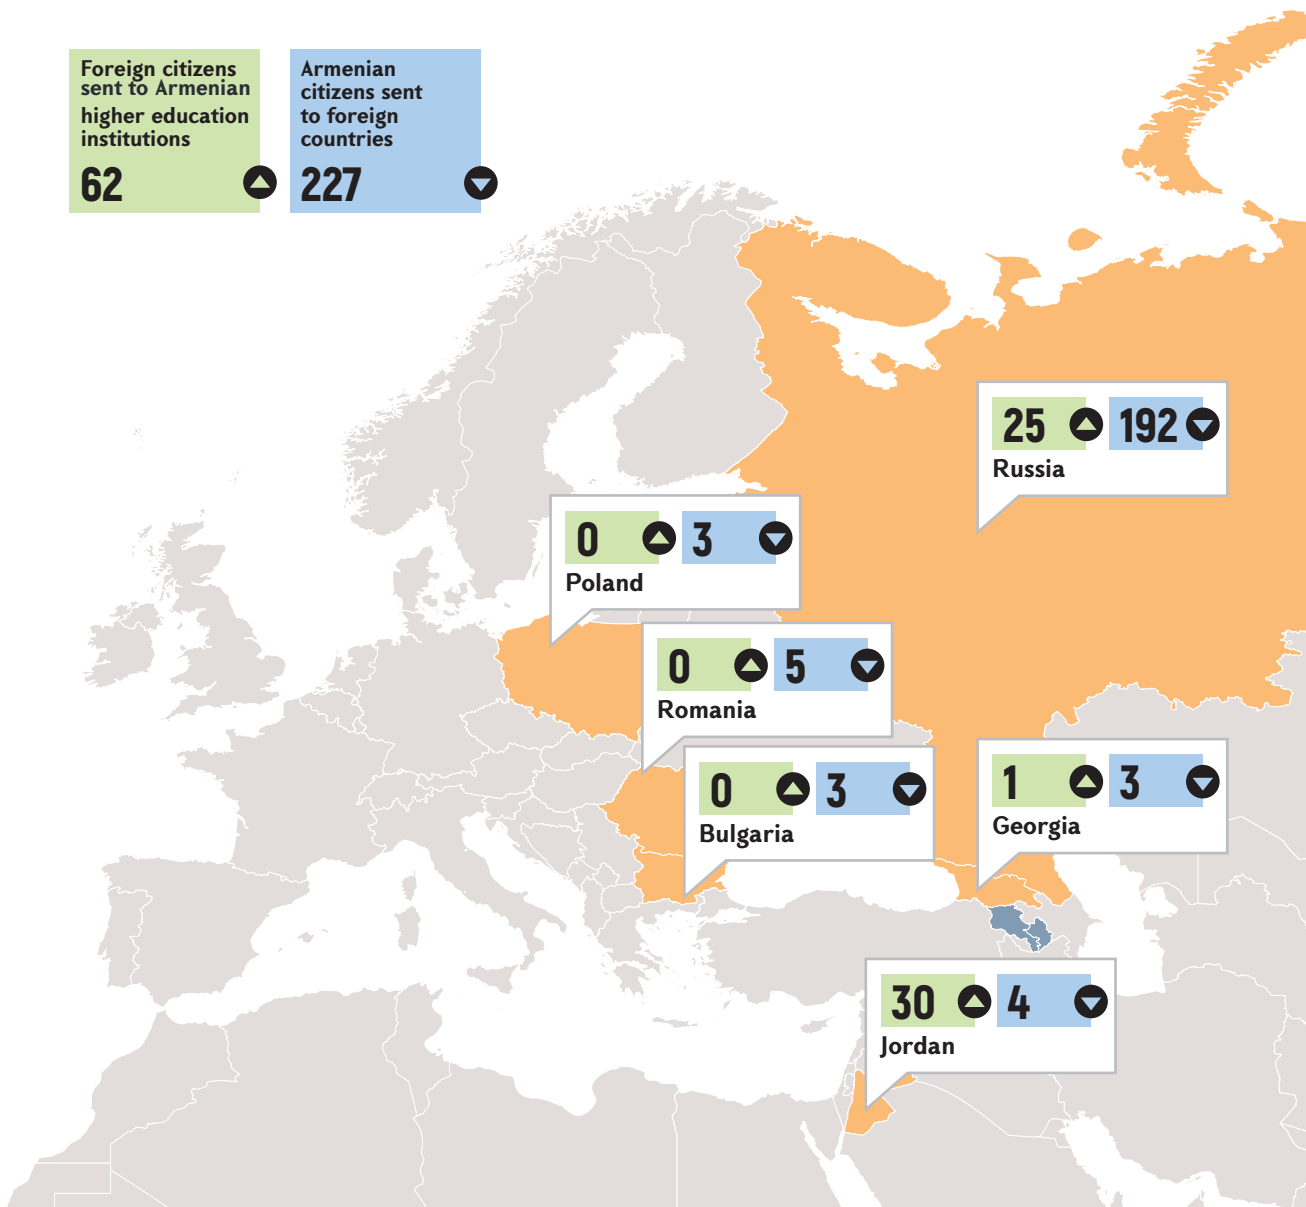 Foreign citizens
sent to Armenian
higher education
institutions
62
Armenian
citizens sent
to foreign
countries
227
25 192
Russia
0 3
Poland
0 5
Romania
0 3
Bulgaria
1 3
Georgia
30 4
Jordan